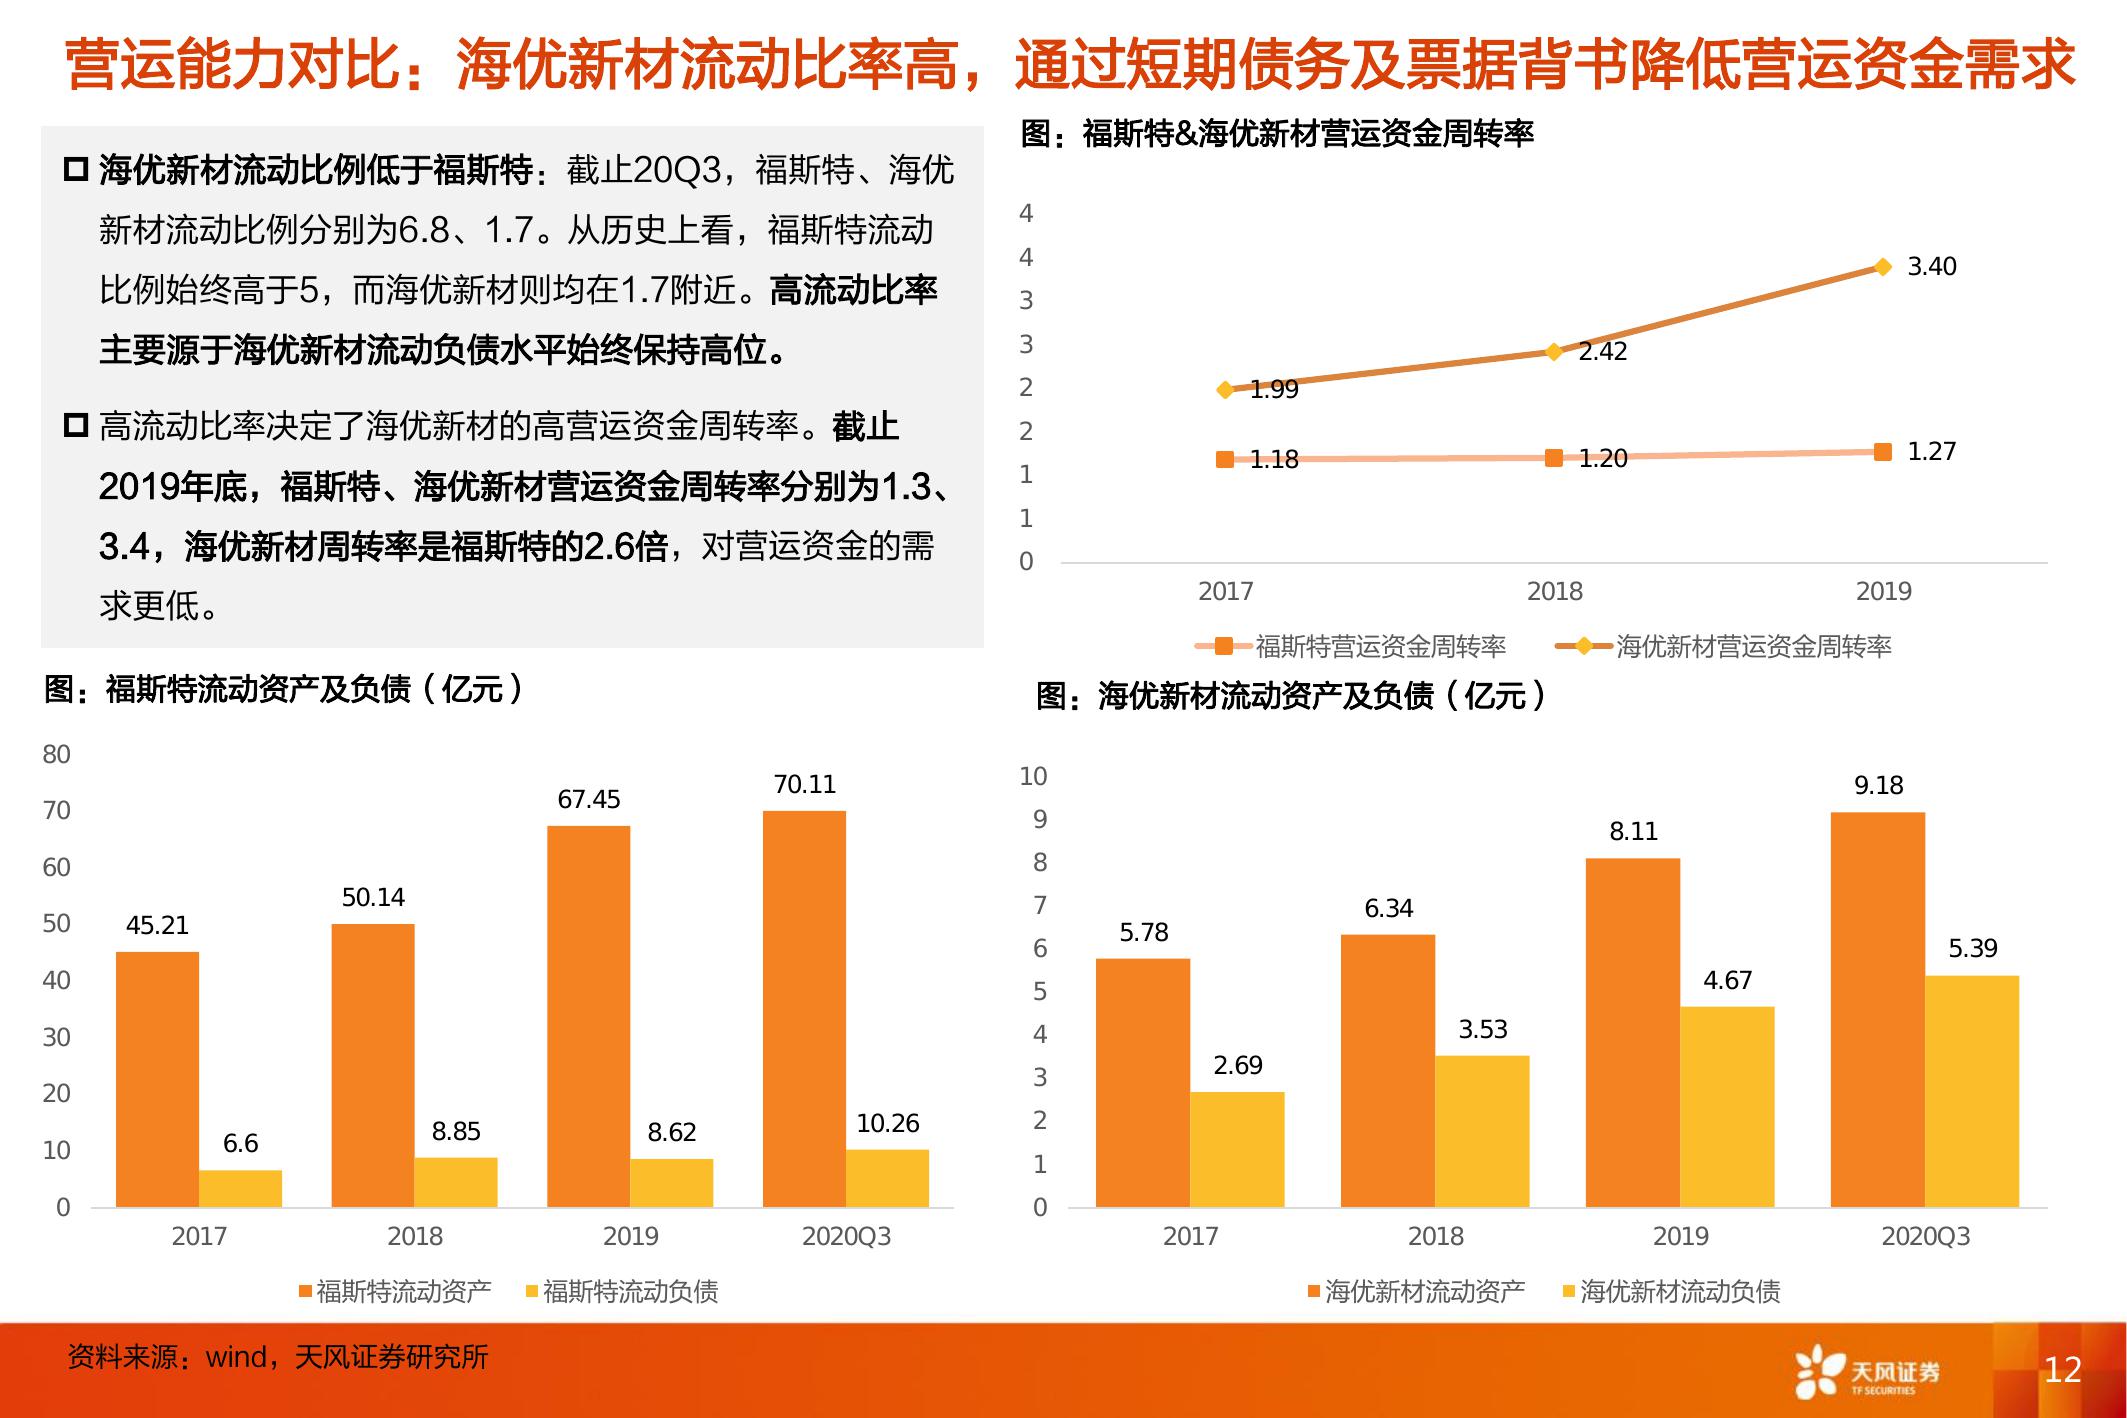 营运能力对比：海优新材流动比率高，通过短期债务及票据背书降低营运资金需求
海优新材流动比例低于福斯特：截止20Q3，福斯特、海优
新材流动比例分别为6.8、1.7。从历史上看，福斯特流动
比例始终高于5，而海优新材则均在1.7附近。高流动比率
主要源于海优新材流动负债水平始终保持高位。
高流动比率决定了海优新材的高营运资金周转率。截止
2019年底，福斯特、海优新材营运资金周转率分别为1.3、
3.4，海优新材周转率是福斯特的2.6倍，对营运资金的需
求更低。
图：福斯特&海优新材营运资金周转率
4
4
3
3
2
2
1
1
0
3.40
2.42
1.99
1.18
1.20
1.27
2017
2018
2019
福斯特营运资金周转率
海优新材营运资金周转率
图：福斯特流动资产及负债（亿元）
80
70
60
50
40
30
20
10
0
45.21
6.6
50.14
8.85
67.45
8.62
70.11
10.26
2017
2018
2019
2020Q3
福斯特流动资产
福斯特流动负债
图：海优新材流动资产及负债（亿元）
10
9
8
7
6
5
4
3
2
1
0
5.78
2.69
6.34
3.53
8.11
4.67
9.18
5.39
2017
2018
2019
2020Q3
海优新材流动资产
海优新材流动负债
资料来源：wind，天风证券研究所
天风证券
TF SECURITIES
12